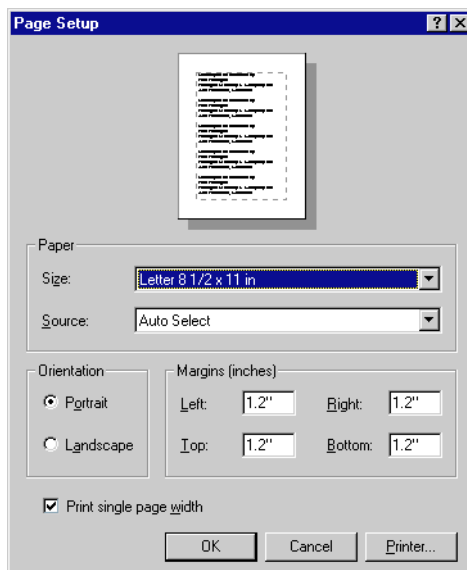 Page Setup
Paper
Size: Letter 8 1/2 x 11 in
Source: Auto Select
Orientation
Portrait
Landscape
Margins (inches)
Left: 1.2" Right: 1.2"
Top: 1.2" Bottom: 1.2"
Print single page width
OK Cancel Printer...